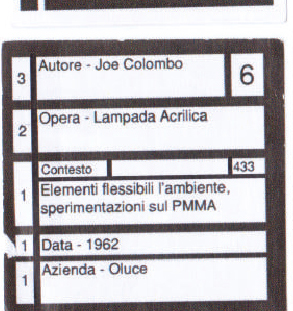 3 Autore - Joe Colombo 6
2 Opera - Lampada Acrilica
Contesto 433
1 Elementi flessibili l'ambiente,
sperimentazioni sul PMMA
1 Data - 1962
1 Azienda - Oluce